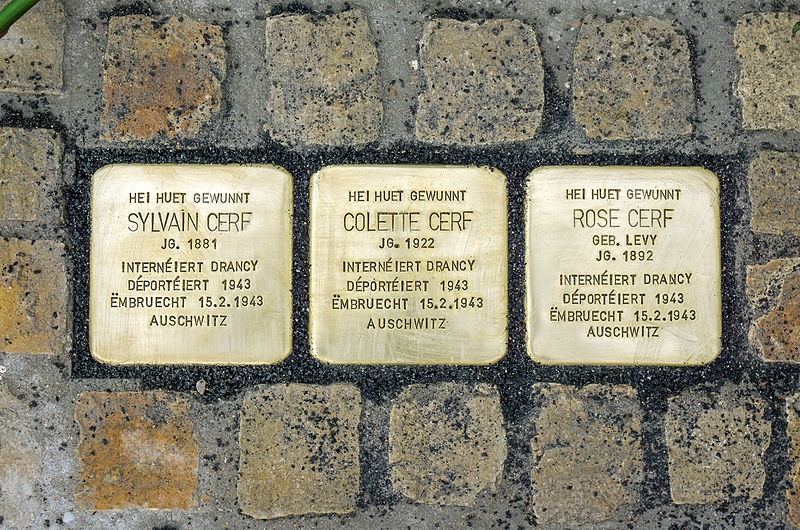 HEI HUET GEWUNNT
SYLVAIN CERF
JG. 1881
INTERNÉIERT DRANCY
DÉPORTÉIERT 1943
ËMBRUECHT 15.2.1943
AUSCHWITZ
HEI HUET GEWUNNT
COLETTE CERF
JG. 1922
INTERNÉIERT DRANCY
DÉPORTÉIERT 1943
ËMBRUECHT 15.2.1943
AUSCHWITZ
HEI HUET GEWUNNT
ROSE CERF
GEB. LEVY
JG. 1892
INTERNÉIERT DRANCY
DÉPORTÉIERT 1943
ËMBRUECHT 15.2.1943
AUSCHWITZ